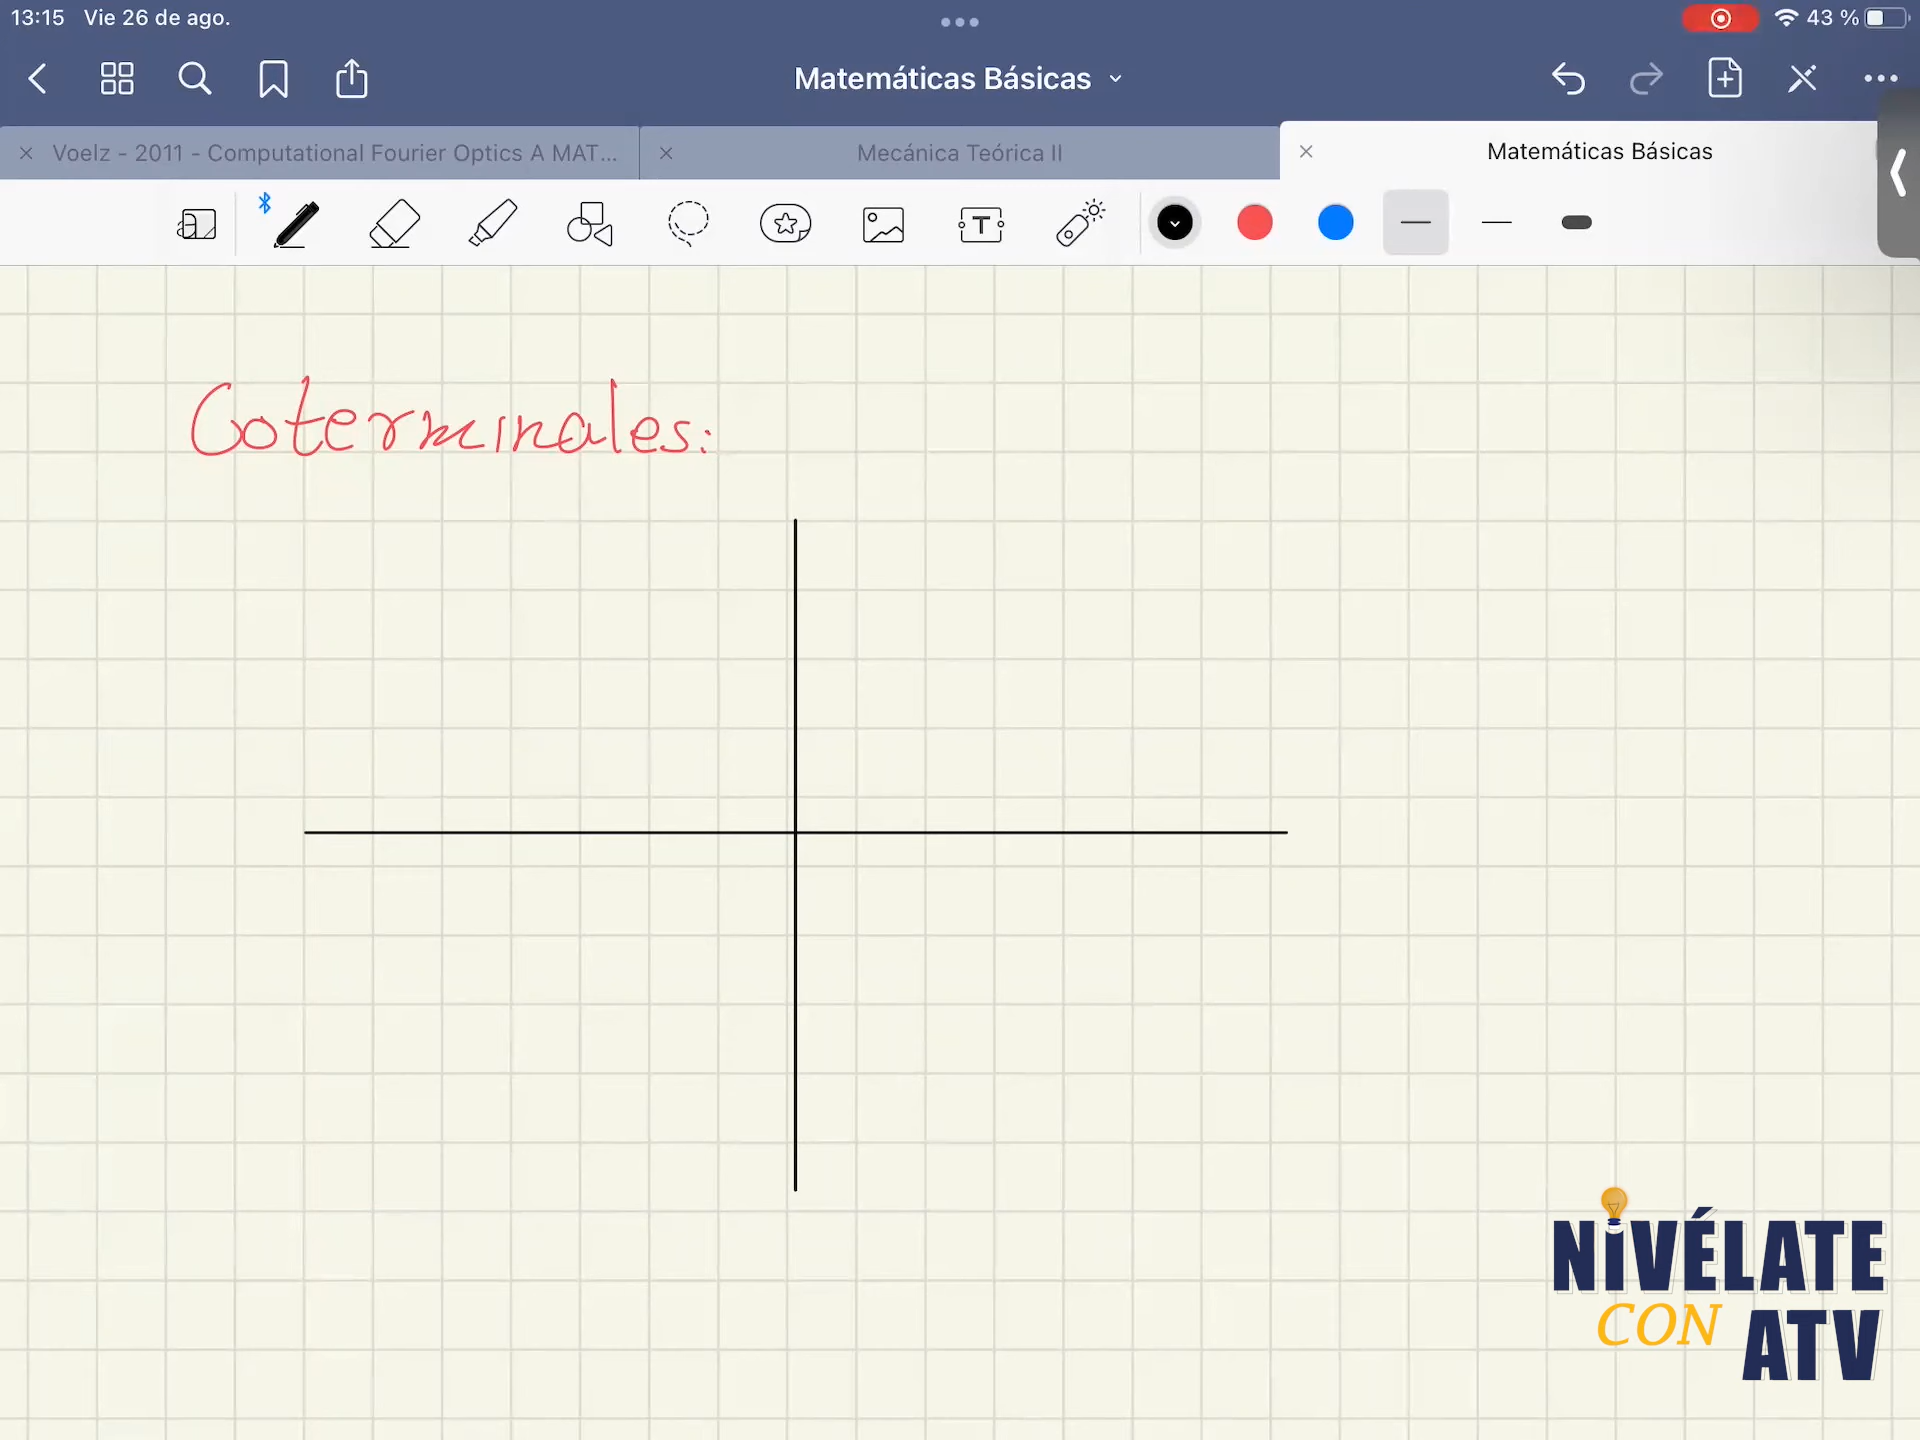 13:15 Vie 26 de ago.
43 %
Matemáticas Básicas
Voelz - 2011 - Computational Fourier Optics A MAT...
Mecánica Teórica II
Matemáticas Básicas
Coterminales:
NiVÉLATE
CON
ATV